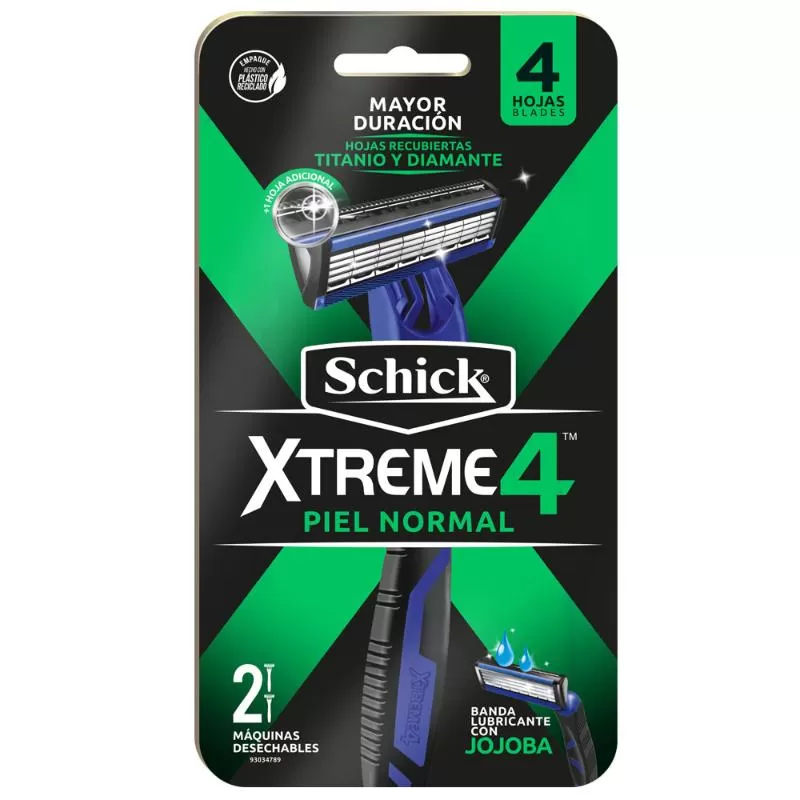 EMPAQUE
HECHO CON
PLÁSTICO
RECICLADO
4
HOJAS
BLADES
MAYOR
DURACIÓN
HOJAS RECUBIERTAS
TITANIO Y DIAMANTE
+1 HOJA ADICIONAL
Schick®
XTREME4™
PIEL NORMAL
XTREME4
2
MÁQUINAS
DESECHABLES
93034789
BANDA
LUBRICANTE
CON
JOJOBA